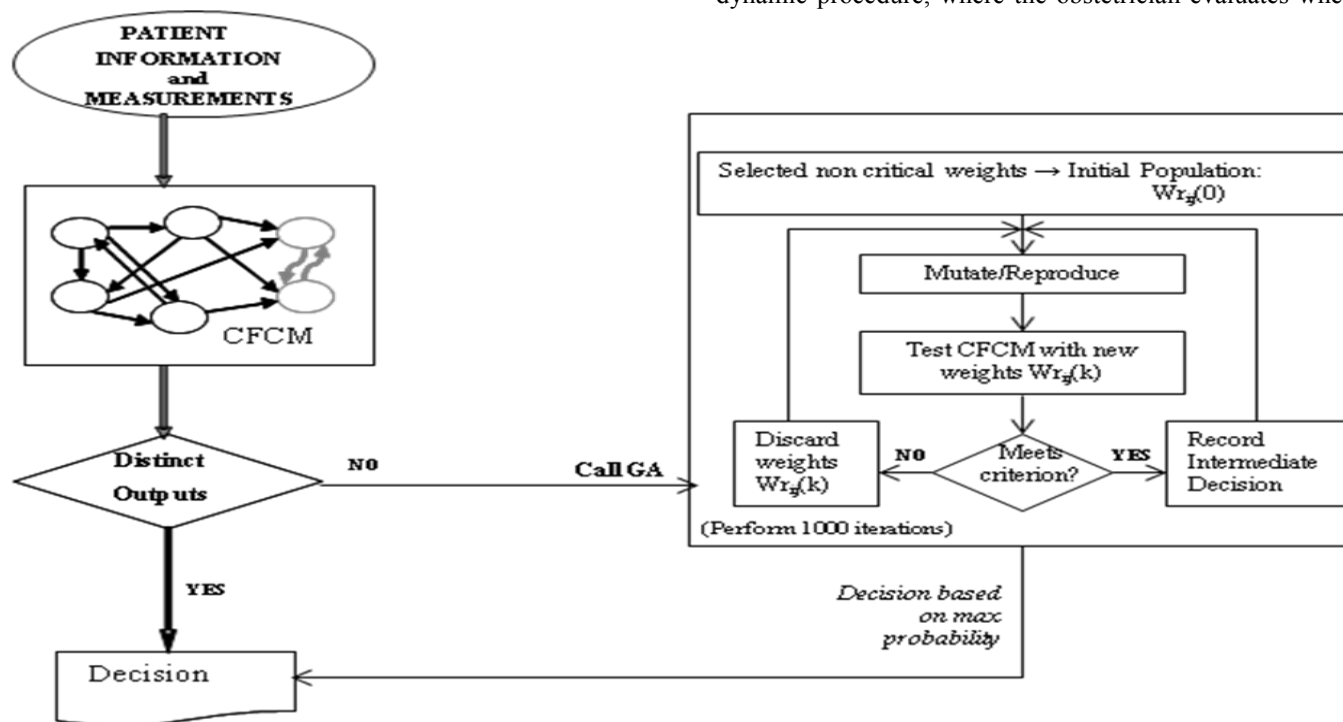 dynamic procedure, where the obstetrician evaluates whe
PATIENT
INFORMATION
and
MEASUREMENTS
CFCM
Distinct
Outputs
NO
Call GA
YES
Decision
Selected non critical weights → Initial Population:
Wrij(0)
Mutate/Reproduce
Test CFCM with new
weights Wrij(k)
Meets
criterion?
NO
YES
Discard
weights
Wrij(k)
Record
Intermediate
Decision
(Perform 1000 iterations)
Decision based
on max
probability